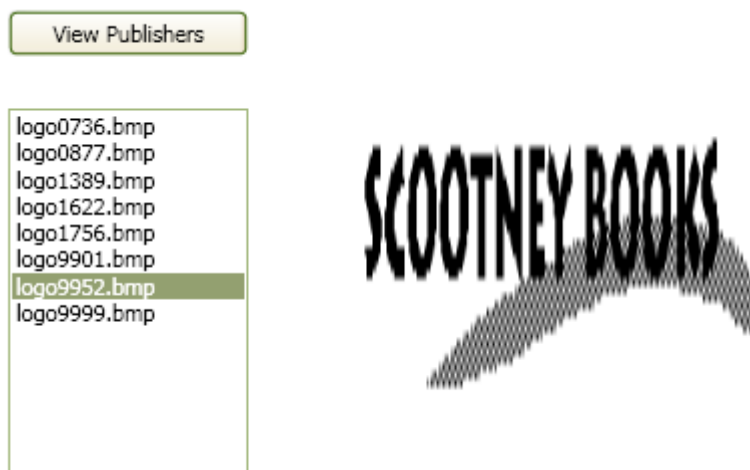 View Publishers
logo0736.bmp
logo0877.bmp
logo1389.bmp
logo1622.bmp
logo1756.bmp
logo9901.bmp
logo9952.bmp
logo9999.bmp
SCOOTNEY BOOKS